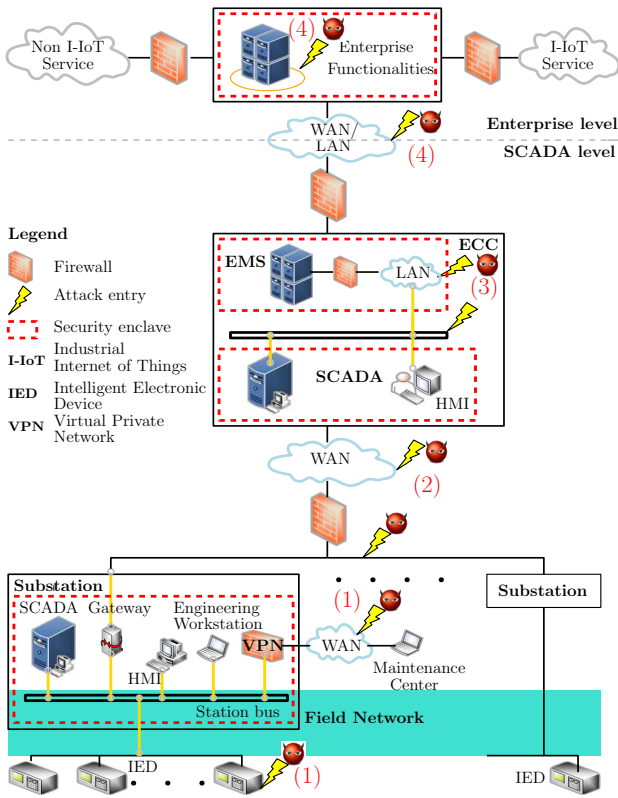 Non I-IoT
Service
(4)
Enterprise
Functionalities
I-IoT
Service
WAN/
LAN
(4)
Enterprise level
SCADA level
Legend
Firewall
Attack entry
Security enclave
I-IoT Industrial
Internet of Things
IED Intelligent Electronic
Device
VPN Virtual Private
Network
EMS
ECC
LAN
(3)
SCADA
HMI
WAN
(2)
Substation
SCADA
Gateway
Engineering
Workstation
HMI
VPN
Station bus
(1)
WAN
Maintenance
Center
Substation
Field Network
IED
(1)
IED